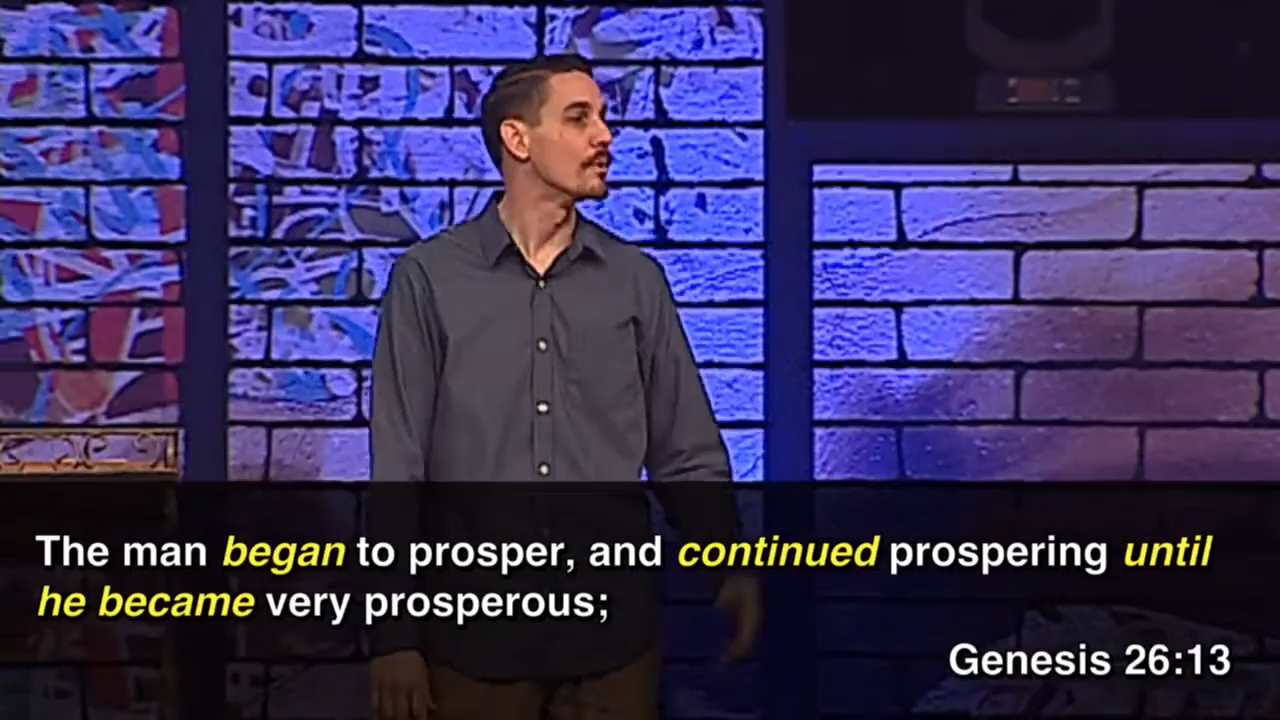 The man began to prosper, and continued prospering until
he became very prosperous;
Genesis 26:13